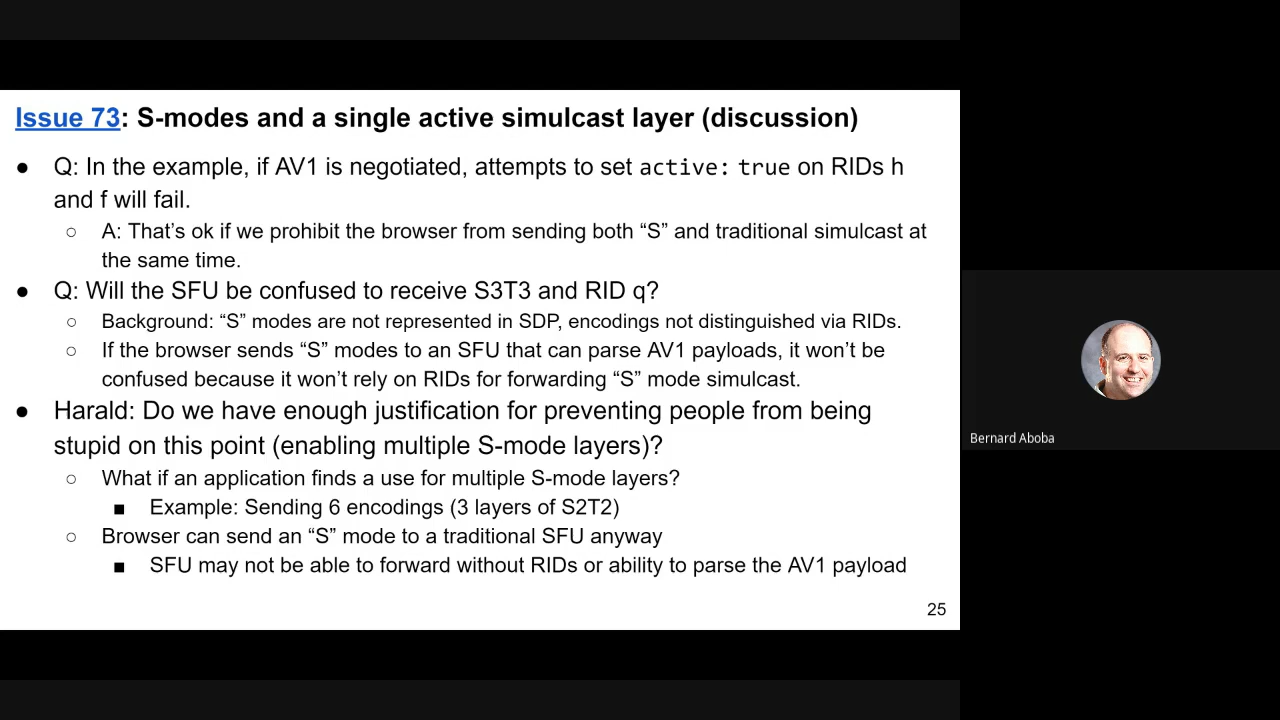 Issue 73: S-modes and a single active simulcast layer (discussion)
● Q: In the example, if AV1 is negotiated, attempts to set active: true on RIDs h
and f will fail.
○ A: That’s ok if we prohibit the browser from sending both “S” and traditional simulcast at
the same time.
● Q: Will the SFU be confused to receive S3T3 and RID q?
○ Background: “S” modes are not represented in SDP, encodings not distinguished via RIDs.
○ If the browser sends “S” modes to an SFU that can parse AV1 payloads, it won’t be
confused because it won’t rely on RIDs for forwarding “S” mode simulcast.
● Harald: Do we have enough justification for preventing people from being
stupid on this point (enabling multiple S-mode layers)?
○ What if an application finds a use for multiple S-mode layers?
■ Example: Sending 6 encodings (3 layers of S2T2)
○ Browser can send an “S” mode to a traditional SFU anyway
■ SFU may not be able to forward without RIDs or ability to parse the AV1 payload
25
Bernard Aboba